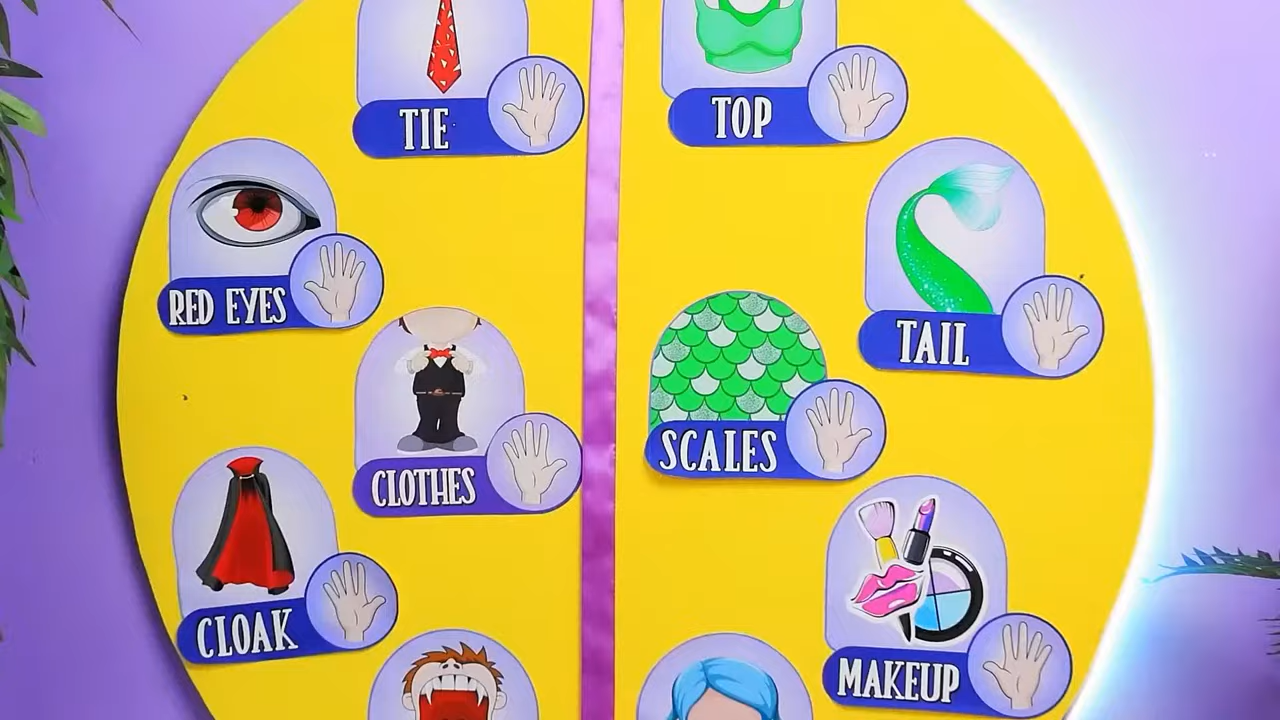 TIE
TOP
RED EYES
TAIL
CLOTHES
SCALES
CLOAK
MAKEUP